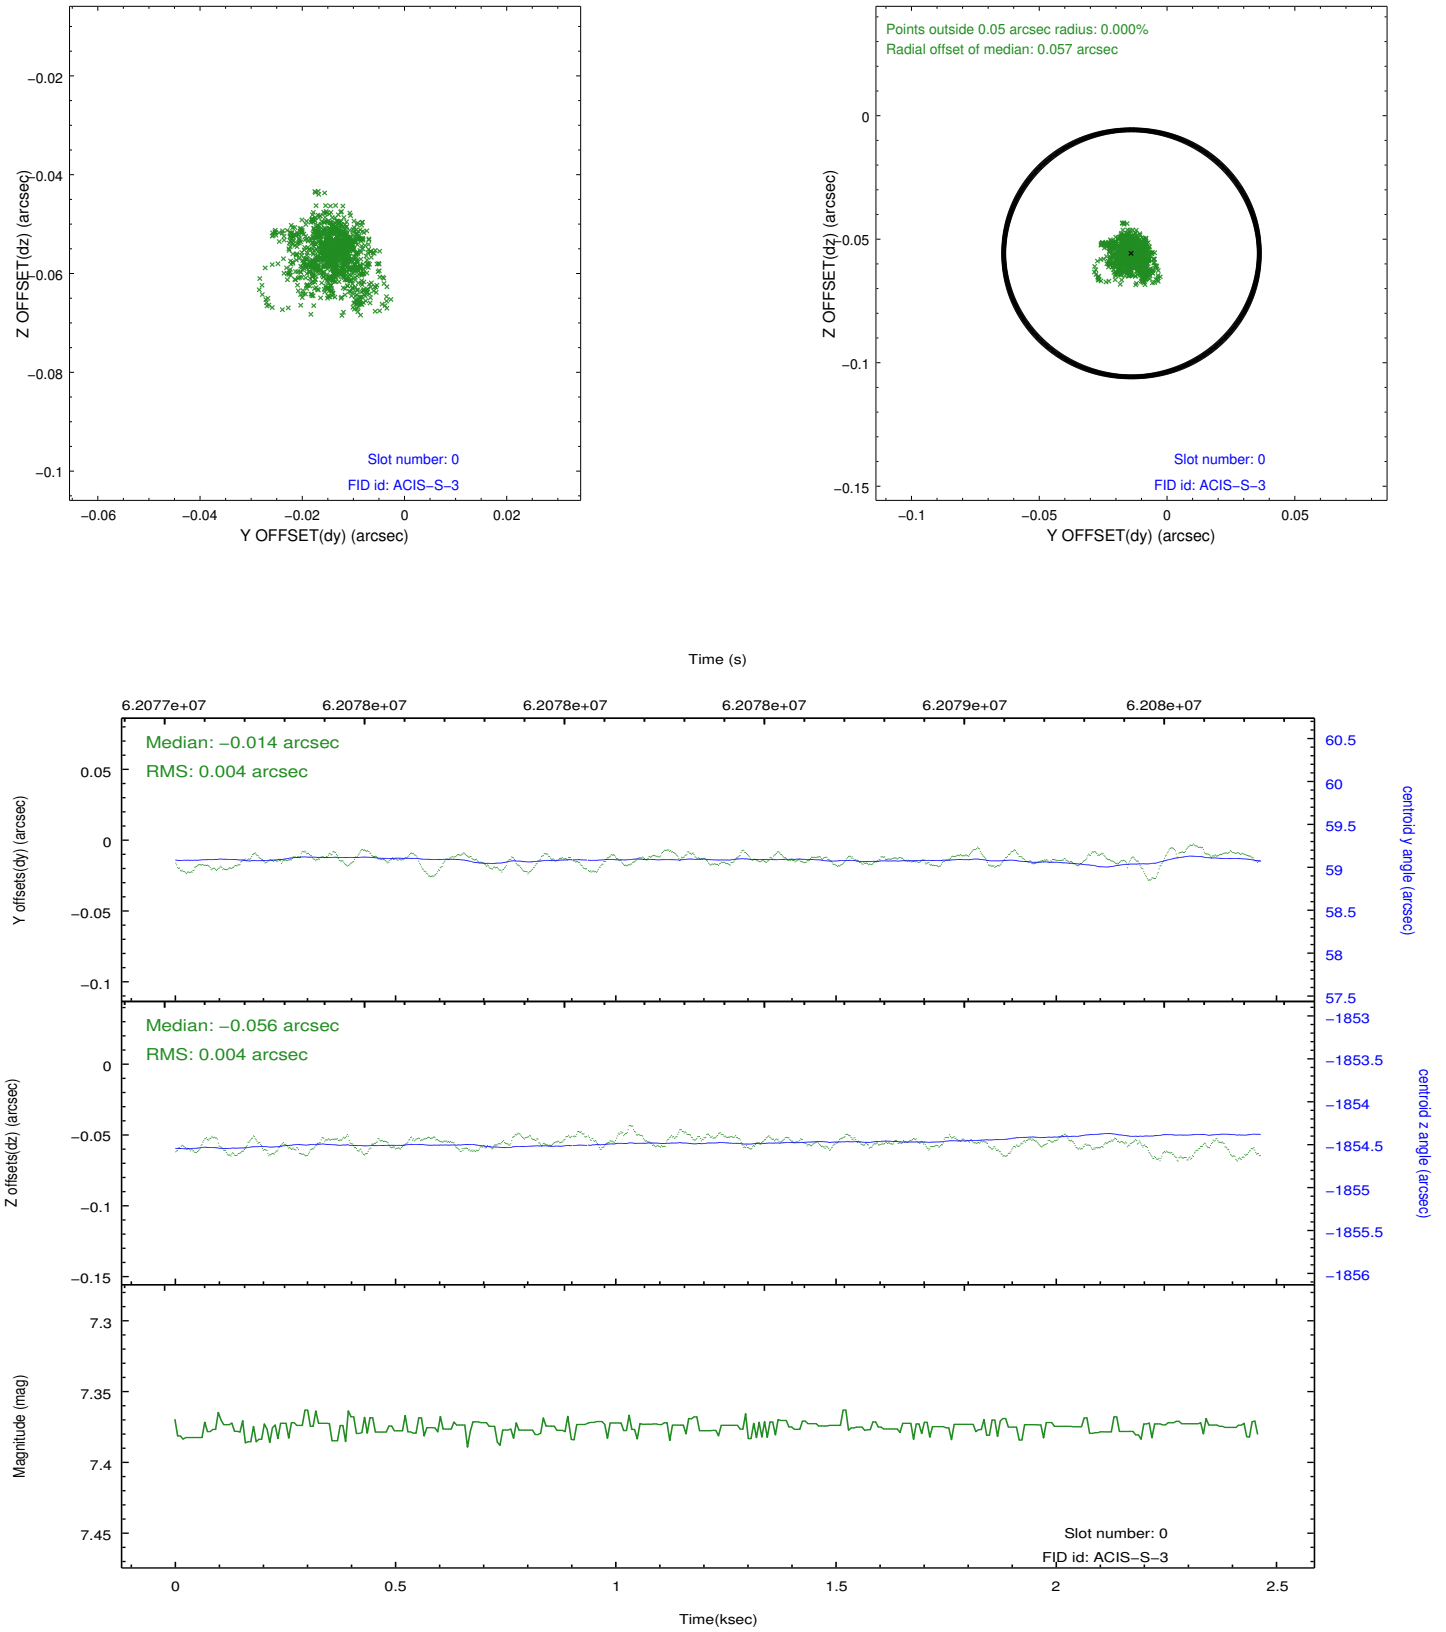 −0.02
−0.04
−0.06
−0.08
−0.1
Z OFFSET(dz) (arcsec)
Slot number: 0
FID id: ACIS−S−3
−0.06
−0.04
−0.02
0
0.02
Y OFFSET(dy) (arcsec)
Points outside 0.05 arcsec radius: 0.000%
Radial offset of median: 0.057 arcsec
0
−0.05
−0.1
−0.15
Z OFFSET(dz) (arcsec)
Slot number: 0
FID id: ACIS−S−3
−0.1
−0.05
0
0.05
Y OFFSET(dy) (arcsec)
Time (s)
6.2077e+07
6.2078e+07
6.2078e+07
6.2078e+07
6.2079e+07
6.208e+07
Median: −0.014 arcsec
RMS: 0.004 arcsec
0.05
0
−0.05
−0.1
Y offsets(dy) (arcsec)
60.5
60
59.5
59
58.5
58
57.5
centroid y angle (arcsec)
Median: −0.056 arcsec
RMS: 0.004 arcsec
0
−0.05
−0.1
−0.15
Z offsets(dz) (arcsec)
−1853
−1853.5
−1854
−1854.5
−1855
−1855.5
−1856
centroid z angle (arcsec)
7.3
7.35
7.4
7.45
Magnitude (mag)
Slot number: 0
FID id: ACIS−S−3
0
0.5
1
1.5
2
2.5
Time(ksec)